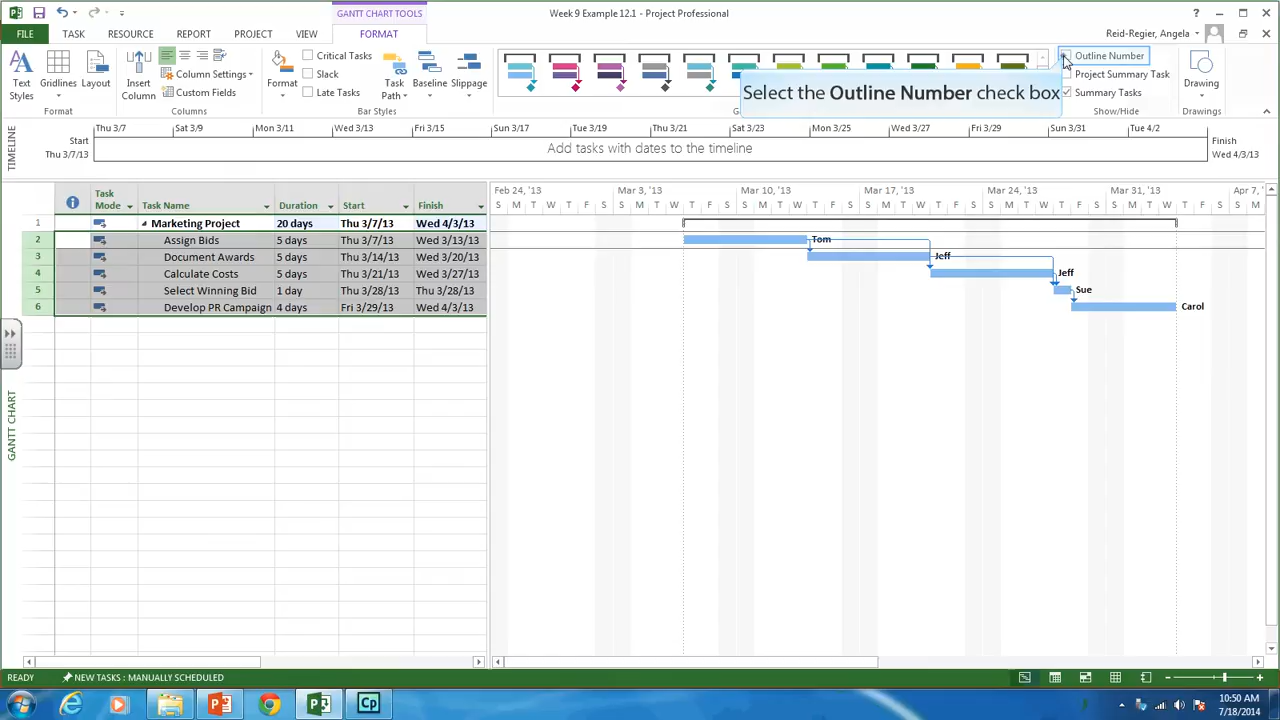 GANTT CHART TOOLS
Week 9 Example 12.1 - Project Professional
FILE TASK RESOURCE REPORT PROJECT VIEW FORMAT
Reid-Regier, Angela
Text Styles
Gridlines
Layout
Format
Insert Column
Column Settings
Custom Fields
Columns
Format
Critical Tasks
Slack
Late Tasks
Task Path
Baseline
Slippage
Bar Styles
Select the Outline Number check box
Outline Number
Project Summary Task
Summary Tasks
Show/Hide
Drawing
Drawings
TIMELINE
Start
Thu 3/7/13
Thu 3/7 Sat 3/9 Mon 3/11 Wed 3/13 Fri 3/15 Sun 3/17 Tue 3/19 Thu 3/21 Sat 3/23 Mon 3/25 Wed 3/27 Fri 3/29 Sun 3/31 Tue 4/2
Add tasks with dates to the timeline
Finish
Wed 4/3/13
Task Mode Task Name Duration Start Finish
1 Marketing Project 20 days Thu 3/7/13 Wed 4/3/13
2 Assign Bids 5 days Thu 3/7/13 Wed 3/13/13
3 Document Awards 5 days Thu 3/14/13 Wed 3/20/13
4 Calculate Costs 5 days Thu 3/21/13 Wed 3/27/13
5 Select Winning Bid 1 day Thu 3/28/13 Thu 3/28/13
6 Develop PR Campaign 4 days Fri 3/29/13 Wed 4/3/13
Feb 24, '13 Mar 3, '13 Mar 10, '13 Mar 17, '13 Mar 24, '13 Mar 31, '13 Apr 7,
S M T W T F S S M T W T F S S M T W T F S S M T W T F S S M T W T F S S M T W T F S S M
Tom
Jeff
Jeff
Sue
Carol
GANTT CHART
READY NEW TASKS : MANUALLY SCHEDULED
Cp
10:50 AM
7/18/2014